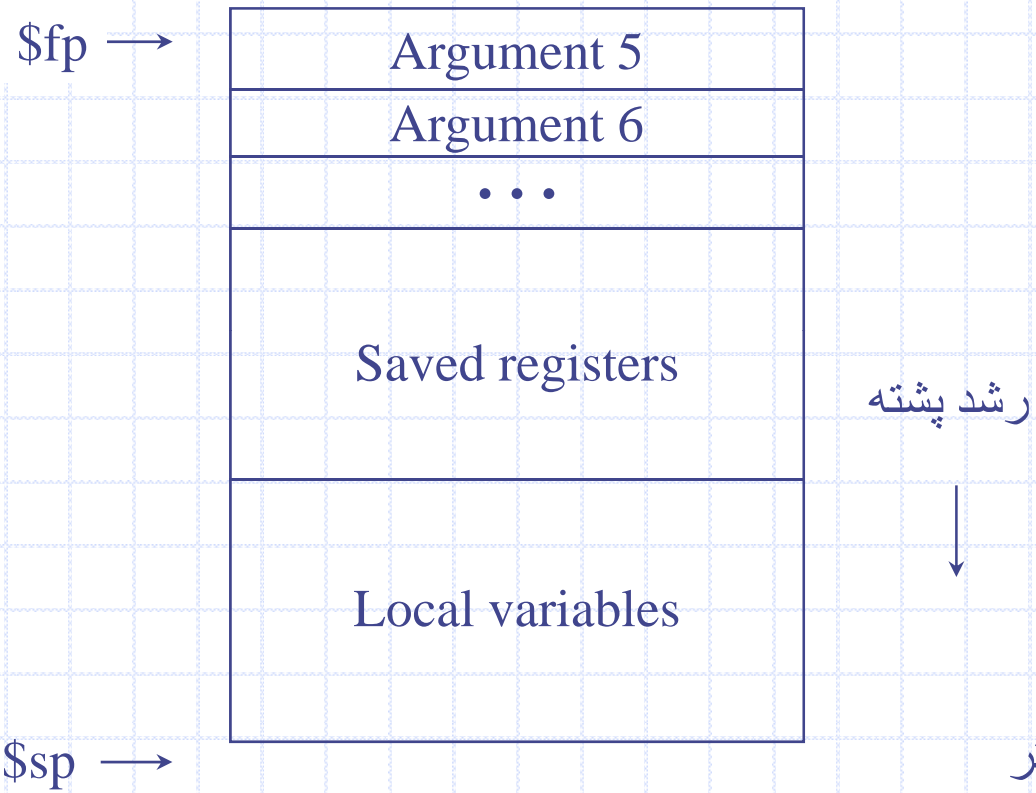 $fp
Argument 5
Argument 6
• • •
Saved registers
رشد پشته
Local variables
$sp